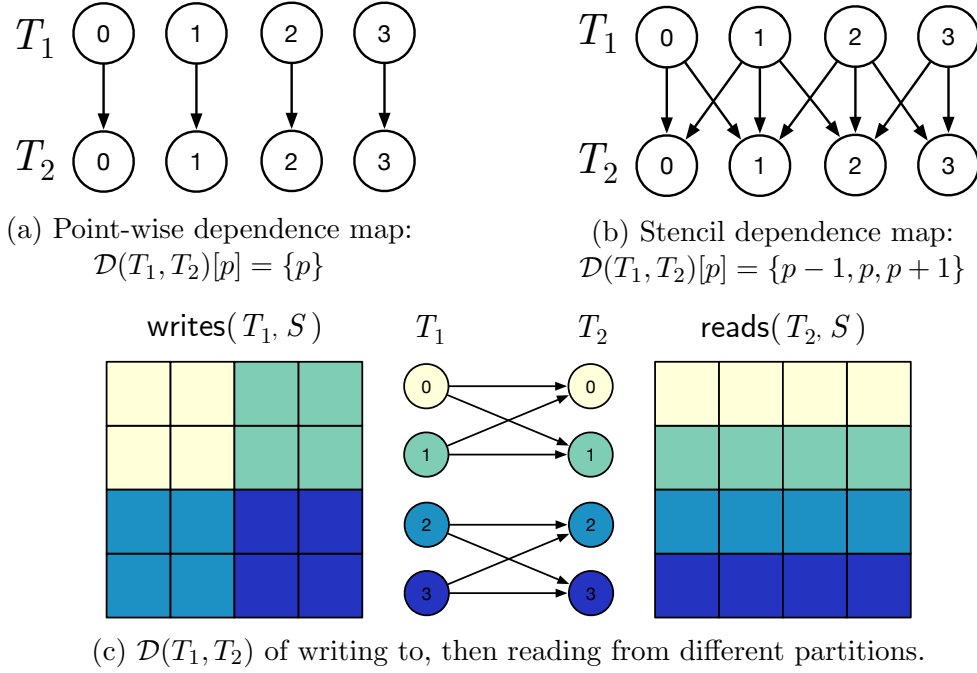 T₁ 0 1 2 3
T₂ 0 1 2 3
(a) Point-wise dependence map:
𝒟(T₁, T₂)[p] = {p}
T₁ 0 1 2 3
T₂ 0 1 2 3
(b) Stencil dependence map:
𝒟(T₁, T₂)[p] = {p − 1, p, p + 1}
writes(T₁, S) T₁ T₂ reads(T₂, S)
0 0
1 1
2 2
3 3
(c) 𝒟(T₁, T₂) of writing to, then reading from different partitions.